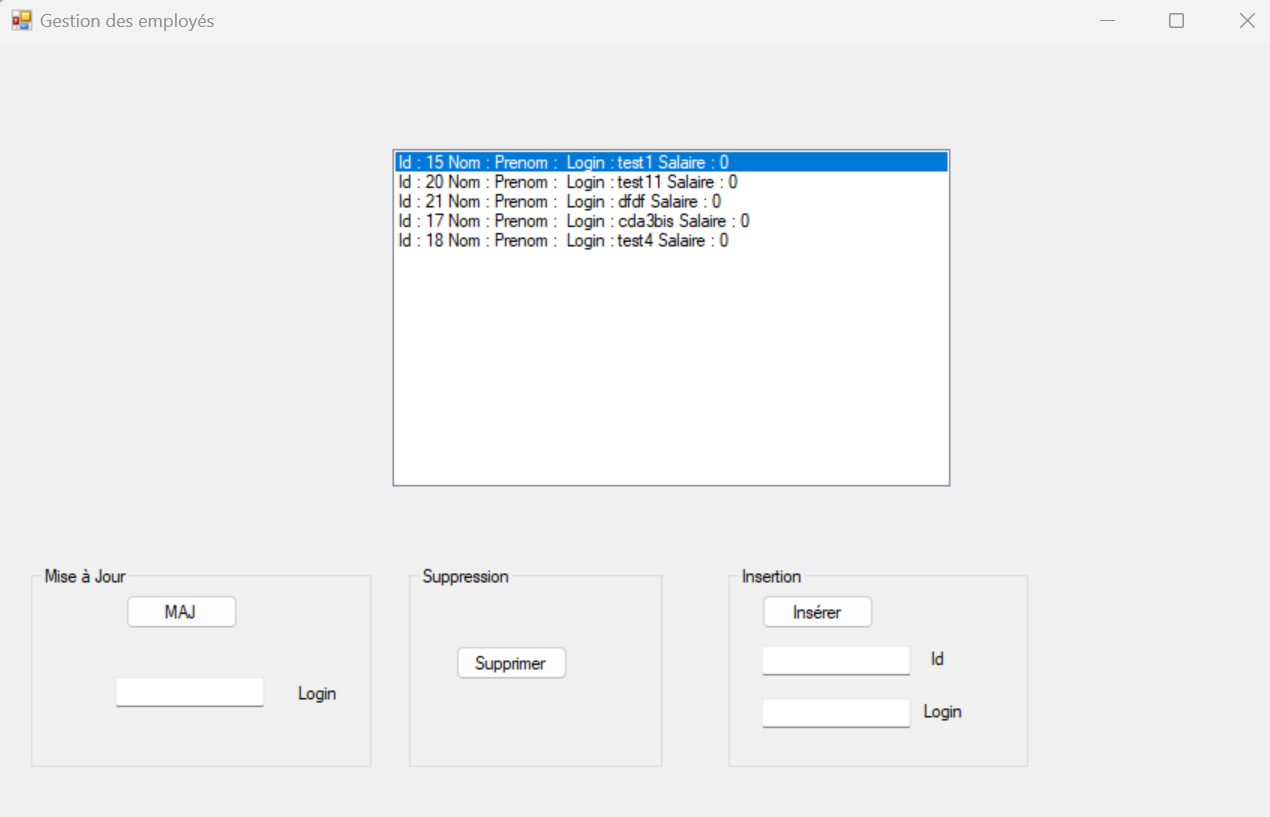 Gestion des employés
Id : 15 Nom : Prenom :  Login : test1 Salaire : 0
Id : 20 Nom : Prenom :  Login : test11 Salaire : 0
Id : 21 Nom : Prenom :  Login : dfdf Salaire : 0
Id : 17 Nom : Prenom :  Login : cda3bis Salaire : 0
Id : 18 Nom : Prenom :  Login : test4 Salaire : 0
Mise à Jour
MAJ
Login
Suppression
Supprimer
Insertion
Insérer
Id
Login